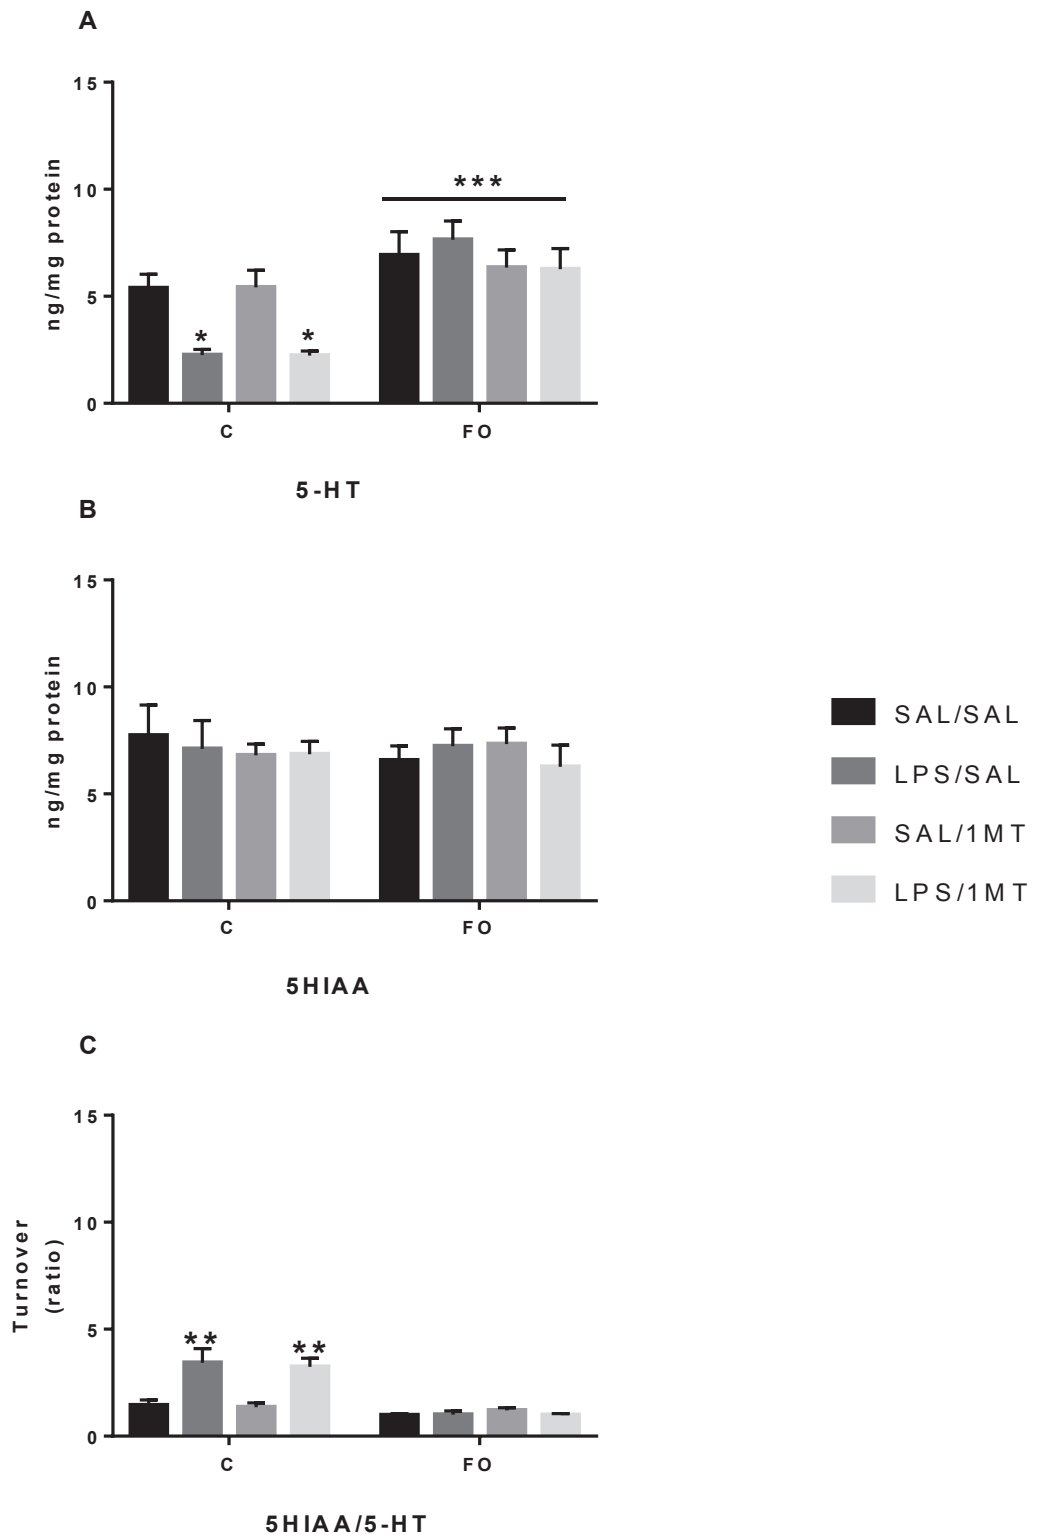 A
15
10
5
0
ng/mg protein
***
*
*
C
FO
5-HT
B
15
10
5
0
ng/mg protein
C
FO
5HIAA
SAL/SAL
LPS/SAL
SAL/1MT
LPS/1MT
C
15
10
5
0
Turnover
(ratio)
**
**
C
FO
5HIAA/5-HT